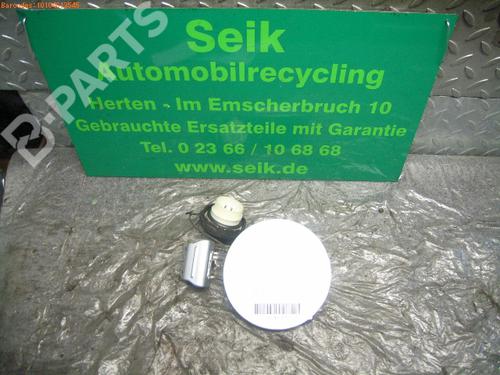 Barcodes: 
B-PARTS
Seik
Automobilrecycling
Herten - Im Emscherbruch 10
Gebrauchte Ersatzteile mit Garantie
Tel. 0 23 66 / 10 68 68
www.seik.de